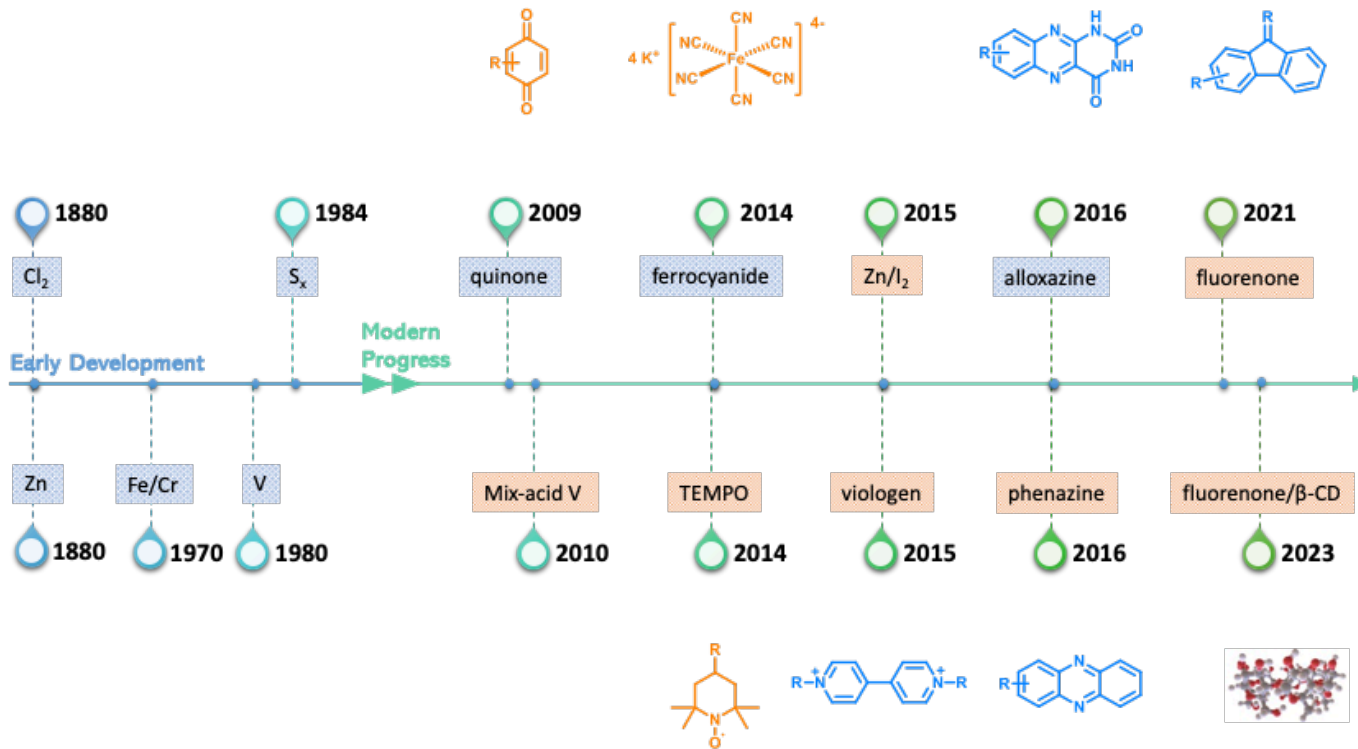 O
R
O
4 K⁺
CN
NC
CN
Fe
NC
CN
CN
4-
H
N
N
O
R
NH
N
O
R
R
1880
1984
2009
2014
2015
2016
2021
Cl₂
Sₓ
quinone
ferrocyanide
Zn/I₂
alloxazine
fluorenone
Early Development
Modern
Progress
Zn
Fe/Cr
V
Mix-acid V
TEMPO
viologen
phenazine
fluorenone/β-CD
1880
1970
1980
2010
2014
2015
2016
2023
R
N
O·
R-N
+
+
N-R
N
R
N